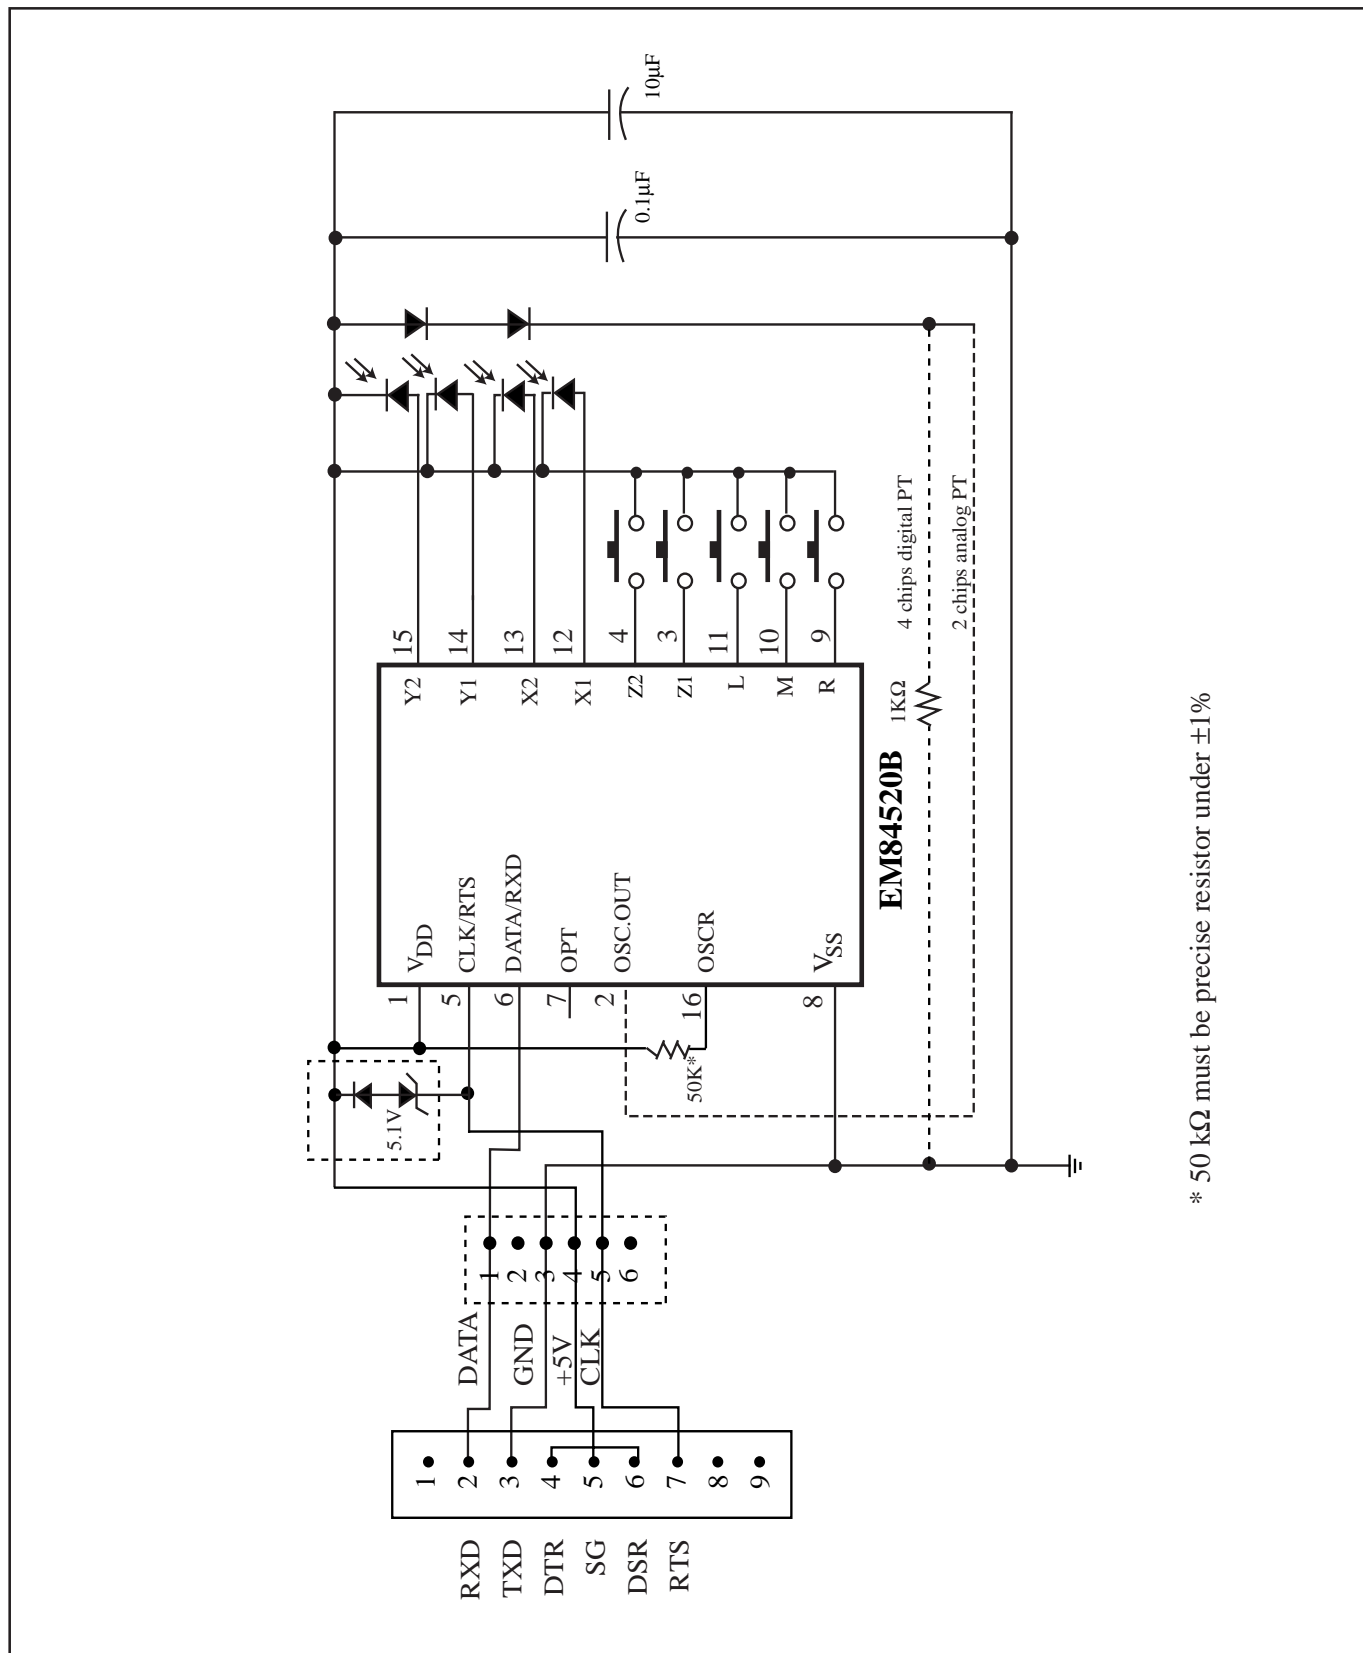 10µF
0.1µF
4 chips digital PT
2 chips analog PT
15
14
13
12
4
3
11
10
9
Y2
Y1
X2
X1
Z2
Z1
L
M
R
1KΩ
EM84520B
VDD
CLK/RTS
DATA/RXD
OPT
OSC.OUT
OSCR
VSS
1
5
6
7
2
16
8
50K*
5.1V
1
2
3
4
5
6
DATA
GND
+5V
CLK
1
2
3
4
5
6
7
8
9
RXD
TXD
DTR
SG
DSR
RTS
* 50 kΩ must be precise resistor under ±1%